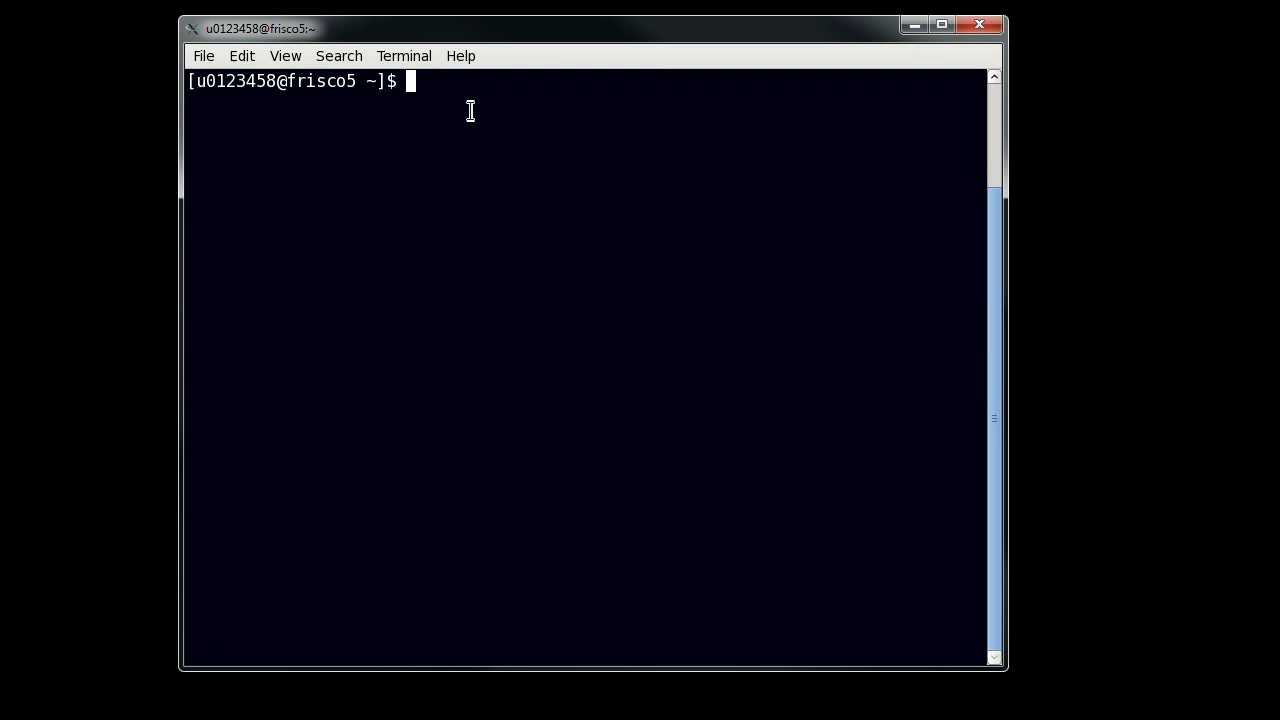 u0123458@frisco5:~
File Edit View Search Terminal Help
[u0123458@frisco5 ~]$